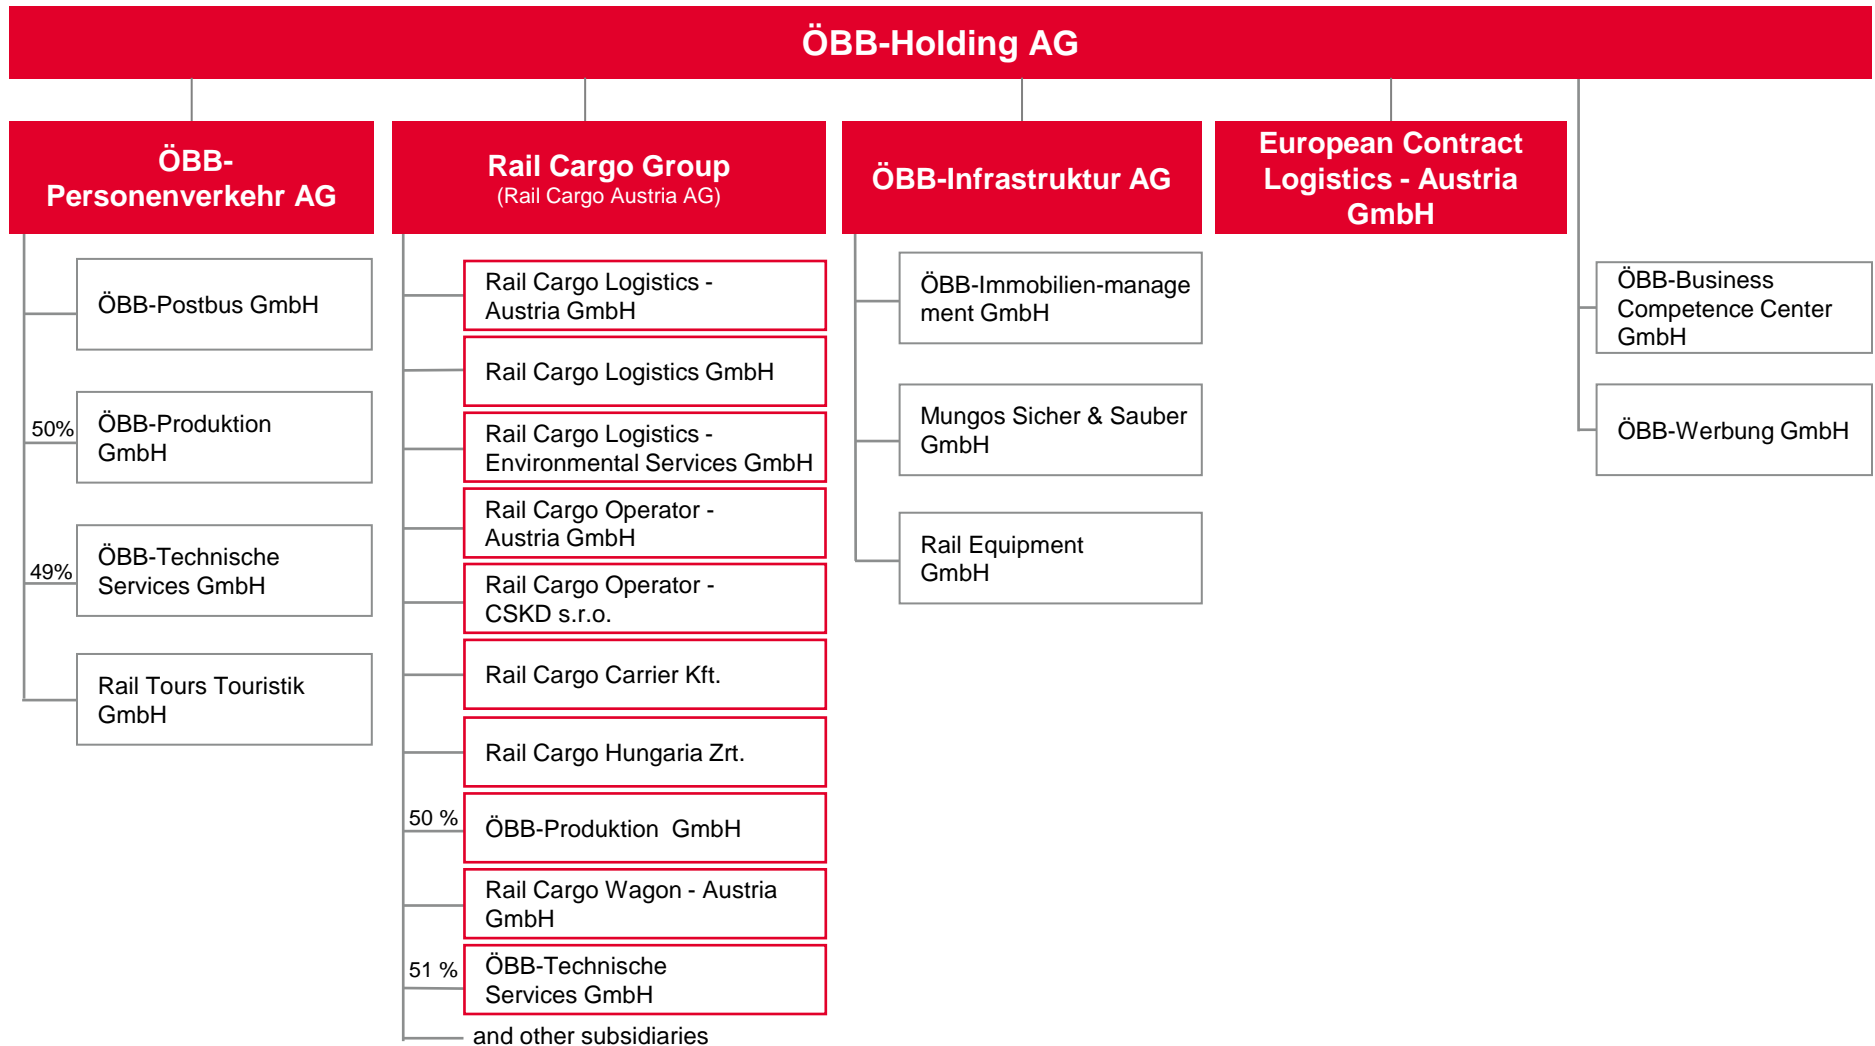 ÖBB-Holding AG
ÖBB-
Personenverkehr AG
ÖBB-Postbus GmbH
50%
ÖBB-Produktion
GmbH
49%
ÖBB-Technische
Services GmbH
Rail Tours Touristik
GmbH
Rail Cargo Group
(Rail Cargo Austria AG)
Rail Cargo Logistics -
Austria GmbH
Rail Cargo Logistics GmbH
Rail Cargo Logistics -
Environmental Services GmbH
Rail Cargo Operator -
Austria GmbH
Rail Cargo Operator -
CSKD s.r.o.
Rail Cargo Carrier Kft.
Rail Cargo Hungaria Zrt.
50 %
ÖBB-Produktion  GmbH
Rail Cargo Wagon - Austria
GmbH
51 %
ÖBB-Technische
Services GmbH
and other subsidiaries
ÖBB-Infrastruktur AG
ÖBB-Immobilien-manage
ment GmbH
Mungos Sicher & Sauber
GmbH
Rail Equipment
GmbH
European Contract
Logistics - Austria
GmbH
ÖBB-Business
Competence Center
GmbH
ÖBB-Werbung GmbH